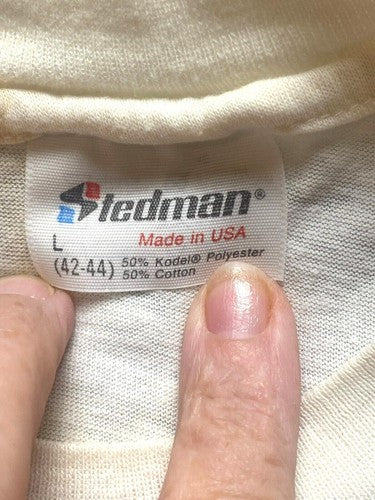 Stedman®
L
Made in USA
(42-44) 50% Kodel® Polyester
50% Cotton